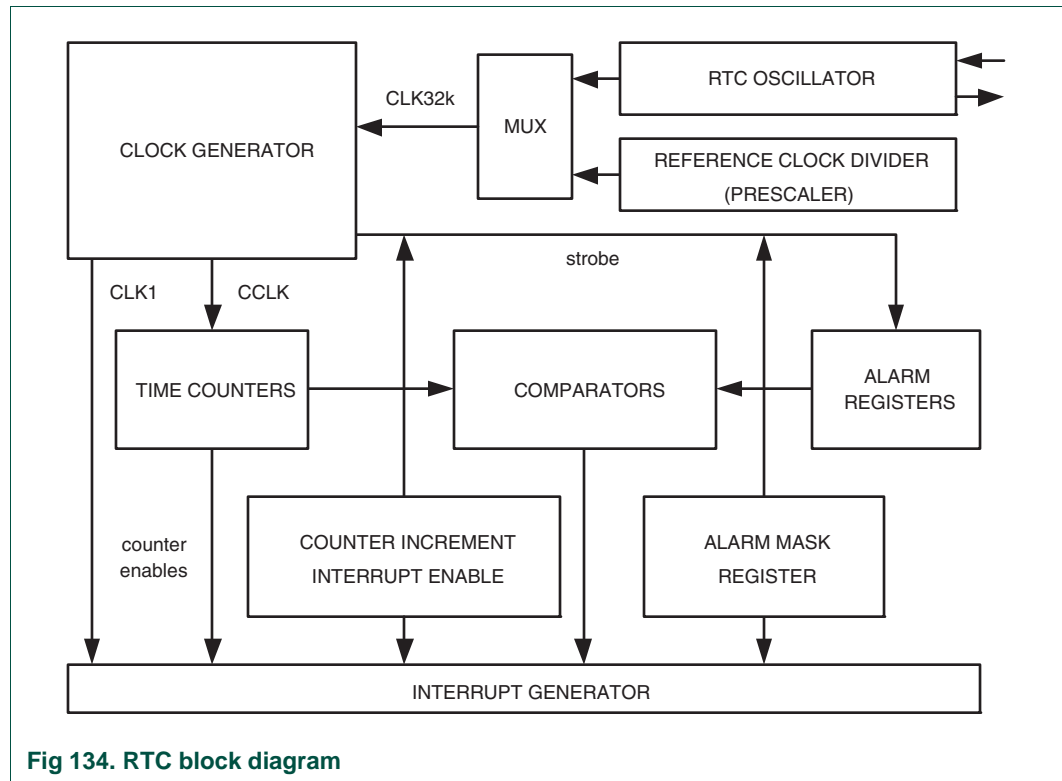 RTC OSCILLATOR
CLK32k
MUX
CLOCK GENERATOR
REFERENCE CLOCK DIVIDER
(PRESCALER)
strobe
CLK1
CCLK
TIME COUNTERS
COMPARATORS
ALARM
REGISTERS
counter
enables
COUNTER INCREMENT
INTERRUPT ENABLE
ALARM MASK
REGISTER
INTERRUPT GENERATOR
Fig 134. RTC block diagram